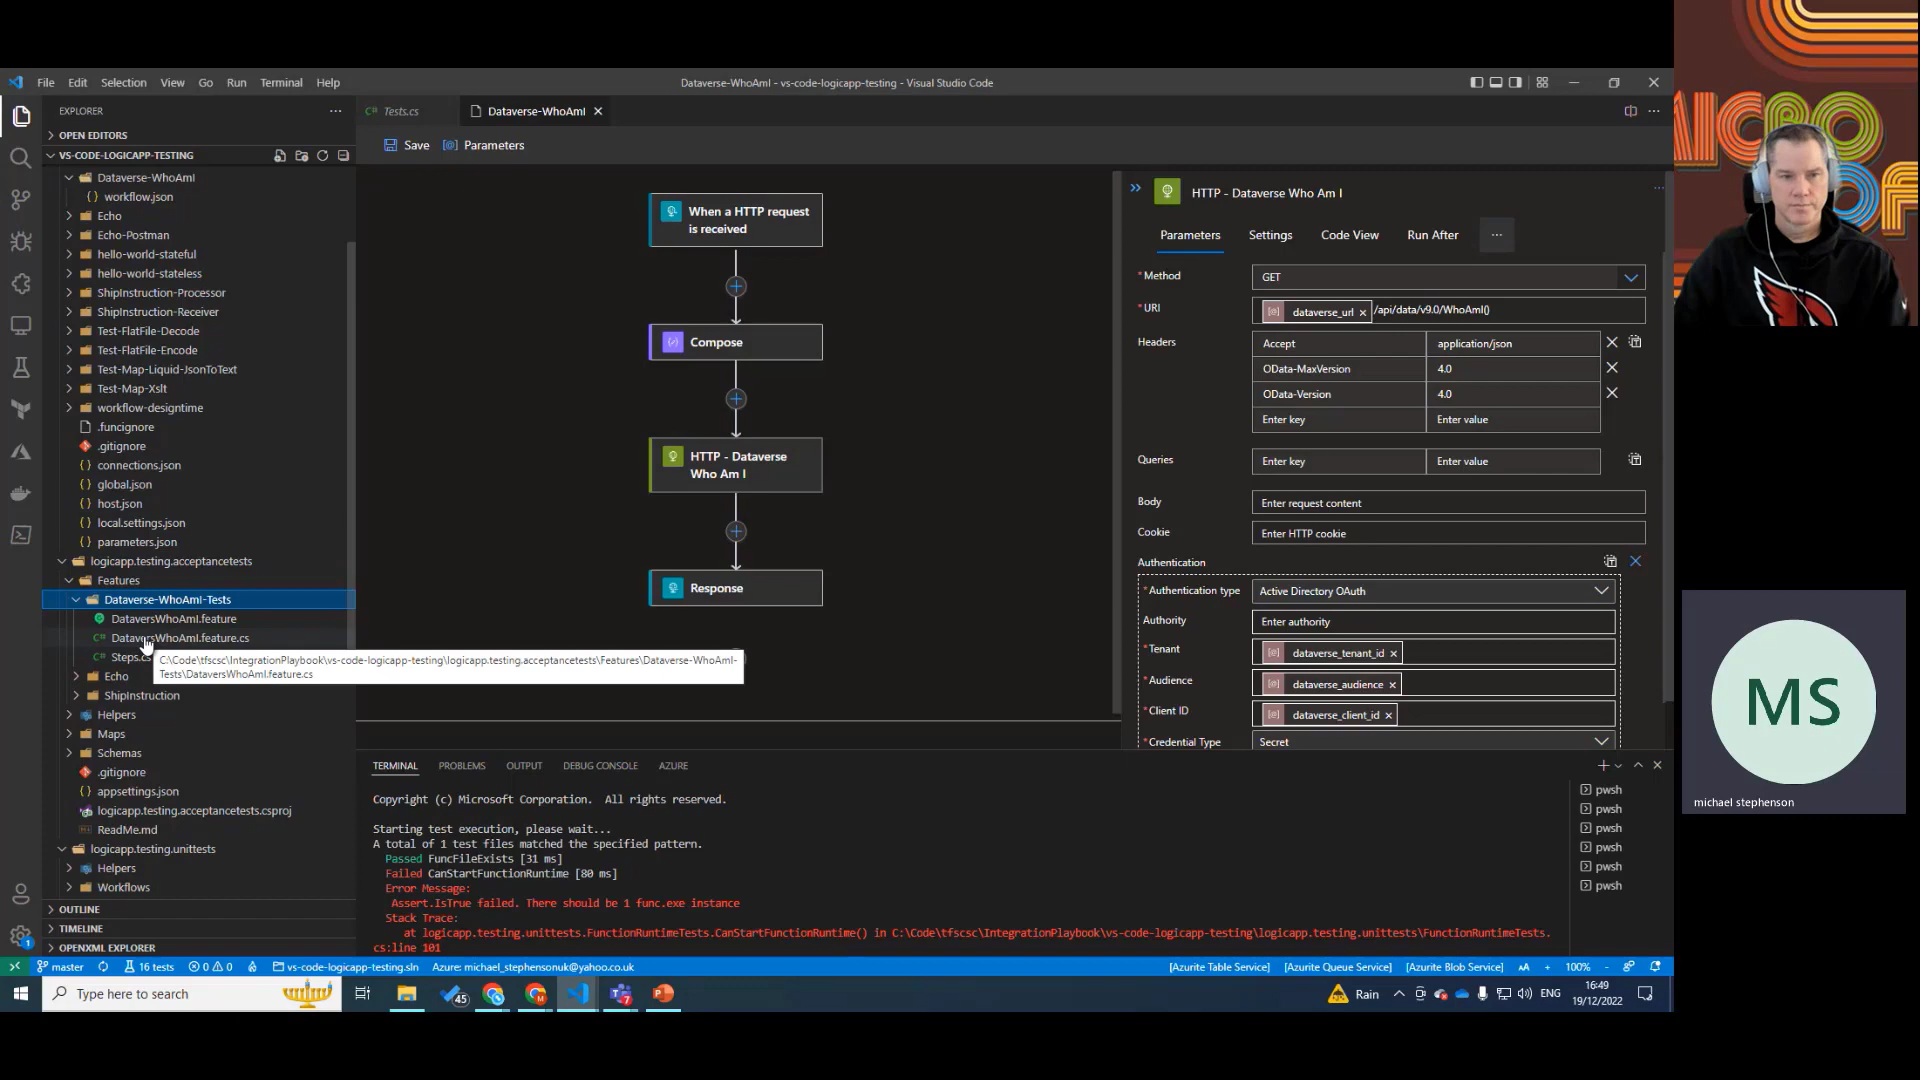 File Edit Selection View Go Run Terminal Help
Dataverse-WhoAmI - vs-code-logicapp-testing - Visual Studio Code
EXPLORER
OPEN EDITORS
VS-CODE-LOGICAPP-TESTING
Dataverse-WhoAmI
workflow.json
Echo
Echo-Postman
hello-world-stateful
hello-world-stateless
ShipInstruction-Processor
ShipInstruction-Receiver
Test-FlatFile-Decode
Test-FlatFile-Encode
Test-Map-Liquid-JsonToText
Test-Map-Xslt
workflow-designtime
.funcignore
.gitignore
connections.json
global.json
host.json
local.settings.json
parameters.json
logicapp.testing.acceptancetests
Features
Dataverse-WhoAmI-Tests
DataversWhoAmI.feature
DataversWhoAmI.feature.cs
Steps.cs
Echo
ShipInstruction
Helpers
Maps
Schemas
.gitignore
appsettings.json
logicapp.testing.acceptancetests.csproj
ReadMe.md
logicapp.testing.unittests
Helpers
Workflows
OUTLINE
TIMELINE
OPENXML EXPLORER
C:\Code\tfscsc\IntegrationPlaybook\vs-code-logicapp-testing\logicapp.testing.acceptancetests\Features\Dataverse-WhoAmI-
Tests\DataversWhoAmI.feature.cs
Tests.cs
Dataverse-WhoAmI
Save Parameters
When a HTTP request
is received
Compose
HTTP - Dataverse
Who Am I
Response
HTTP - Dataverse Who Am I
Parameters Settings Code View Run After
* Method GET
* URI dataverse_url /api/data/v9.0/WhoAmI()
Headers Accept application/json
OData-MaxVersion 4.0
OData-Version 4.0
Enter key Enter value
Queries Enter key Enter value
Body Enter request content
Cookie Enter HTTP cookie
Authentication
* Authentication type Active Directory OAuth
Authority Enter authority
* Tenant dataverse_tenant_id
* Audience dataverse_audience
* Client ID dataverse_client_id
* Credential Type Secret
TERMINAL PROBLEMS OUTPUT DEBUG CONSOLE AZURE
Copyright (c) Microsoft Corporation. All rights reserved.
Starting test execution, please wait...
A total of 1 test files matched the specified pattern.
Passed FuncFileExists [31 ms]
Failed CanStartFunctionRuntime [80 ms]
Error Message:
Assert.IsTrue failed. There should be 1 func.exe instance
Stack Trace:
at logicapp.testing.unittests.FunctionRuntimeTests.CanStartFunctionRuntime() in C:\Code\tfscsc\IntegrationPlaybook\vs-code-logicapp-testing\logicapp.testing.unittests\FunctionRuntimeTests.
cs:line 101
pwsh
pwsh
pwsh
pwsh
pwsh
pwsh
master 16 tests 0 0 vs-code-logicapp-testing.sln Azure: michael_stephensonuk@yahoo.co.uk [Azurite Table Service] [Azurite Queue Service] [Azurite Blob Service] 100%
Type here to search
45
7
Rain ENG
16:49
19/12/2022
MS
michael stephenson